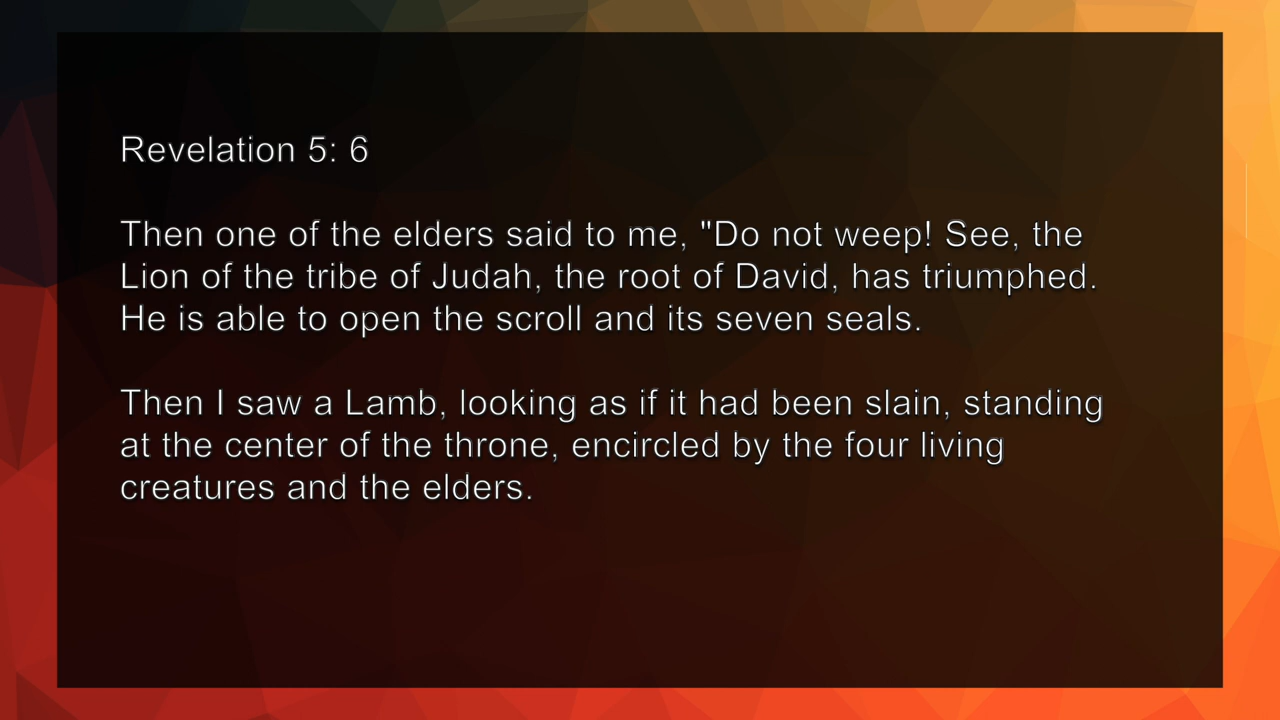 Revelation 5: 6
Then one of the elders said to me, "Do not weep! See, the
Lion of the tribe of Judah, the root of David, has triumphed.
He is able to open the scroll and its seven seals.
Then I saw a Lamb, looking as if it had been slain, standing
at the center of the throne, encircled by the four living
creatures and the elders.